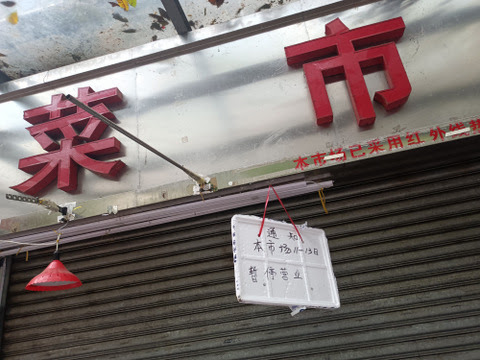 菜市
本市场已采用红外线
通知
本市场11-13日
暂停营业。